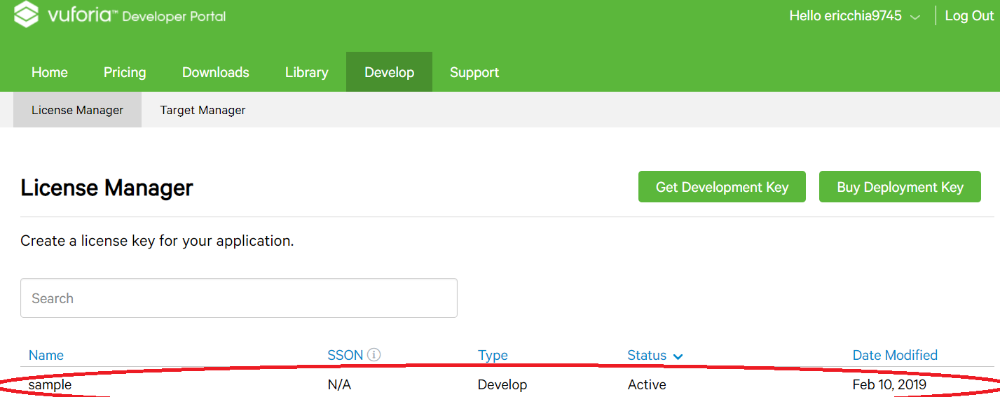 vuforia™ Developer Portal
Hello ericchia9745
Log Out
Home Pricing Downloads Library Develop Support
License Manager Target Manager
License Manager
Get Development Key
Buy Deployment Key
Create a license key for your application.
Search
Name SSON i Type Status Date Modified
sample N/A Develop Active Feb 10, 2019